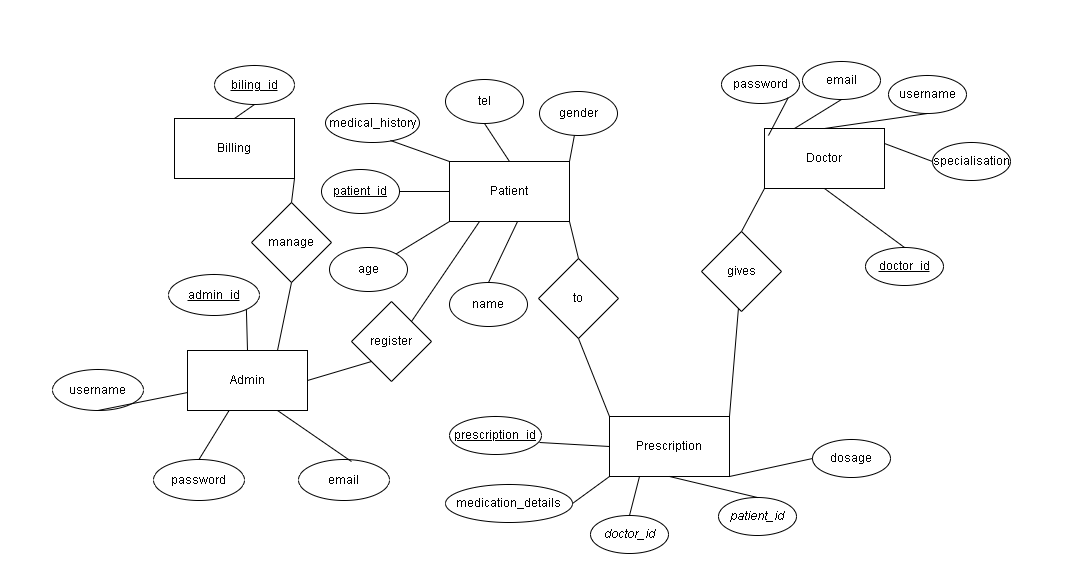 biling_id
Billing
manage
admin_id
Admin
username
password
email
register
medical_history
tel
gender
patient_id
Patient
age
name
to
password
email
username
Doctor
specialisation
gives
doctor_id
prescription_id
Prescription
dosage
medication_details
doctor_id
patient_id